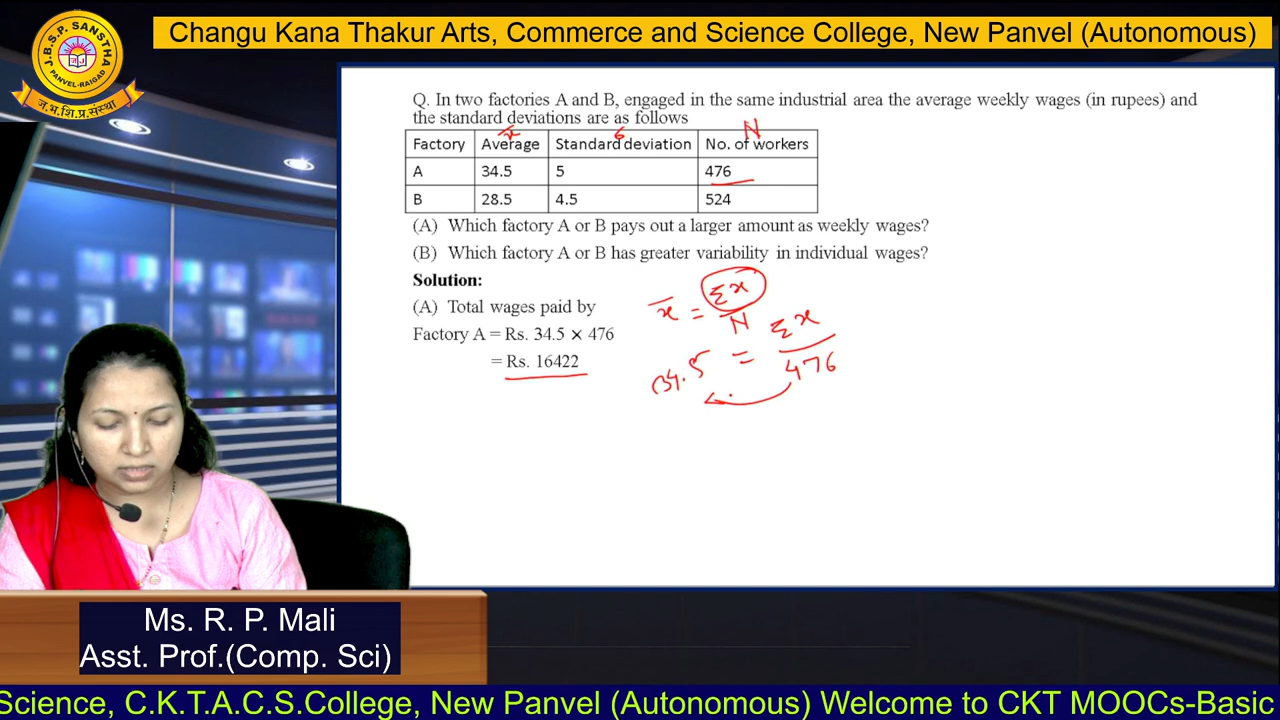 Changu Kana Thakur Arts, Commerce and Science College, New Panvel (Autonomous)
J.B.S.P. SANSTHA
PANVEL-RAIGAD
ज.भ.शि.प्र.संस्था
Q. In two factories A and B, engaged in the same industrial area the average weekly wages (in rupees) and
the standard deviations are as follows
x̄ 6 N
Factory Average Standard deviation No. of workers
A 34.5 5 476
B 28.5 4.5 524
(A) Which factory A or B pays out a larger amount as weekly wages?
(B) Which factory A or B has greater variability in individual wages?
Solution:
(A) Total wages paid by
Factory A = Rs. 34.5 × 476
= Rs. 16422
x̄ = Σx / N
34.5 = Σx / 476
Ms. R. P. Mali
Asst. Prof.(Comp. Sci)
Science, C.K.T.A.C.S.College, New Panvel (Autonomous) Welcome to CKT MOOCs-Basic